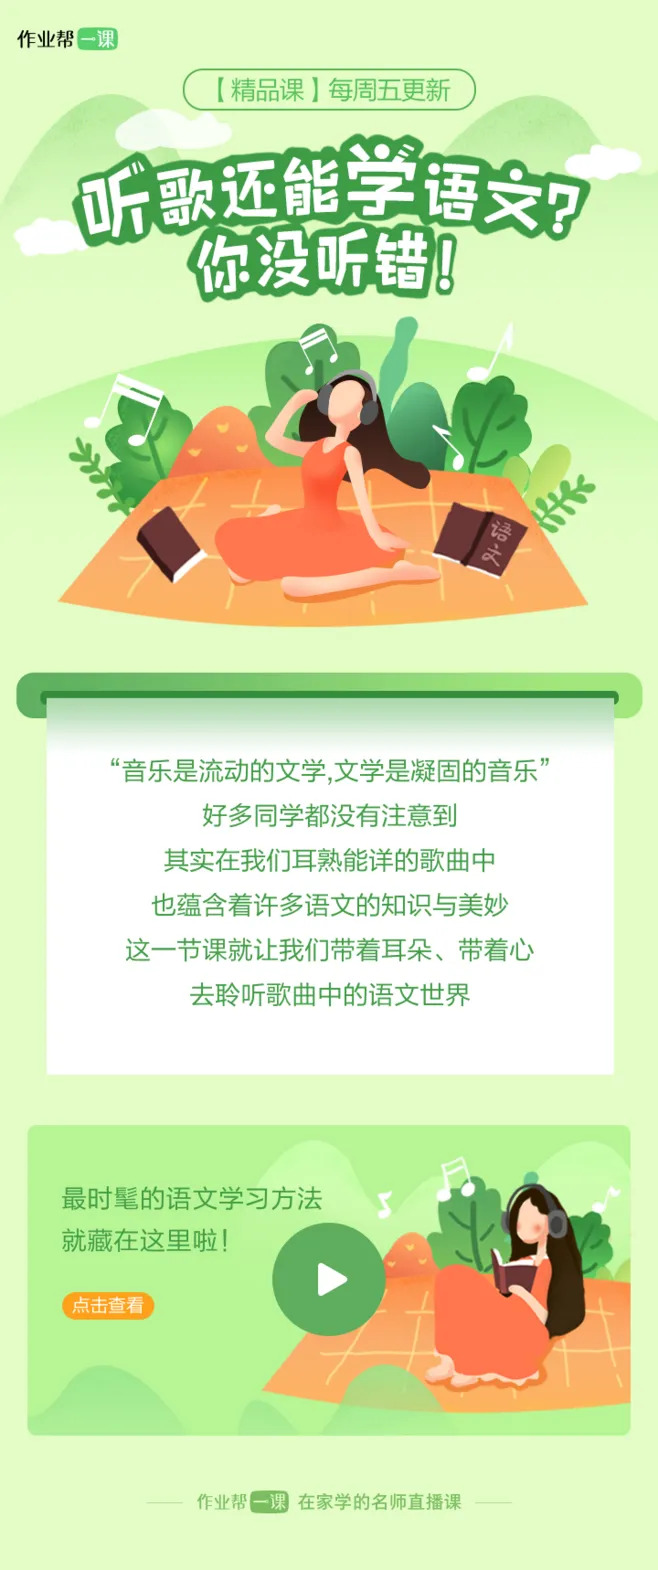 作业帮一课
【精品课】每周五更新
听歌还能学语文?
你没听错!
语文
“音乐是流动的文学,文学是凝固的音乐”
好多同学都没有注意到
其实在我们耳熟能详的歌曲中
也蕴含着许多语文的知识与美妙
这一节课就让我们带着耳朵、带着心
去聆听歌曲中的语文世界
最时髦的语文学习方法
就藏在这里啦!
点击查看
作业帮一课 在家学的名师直播课